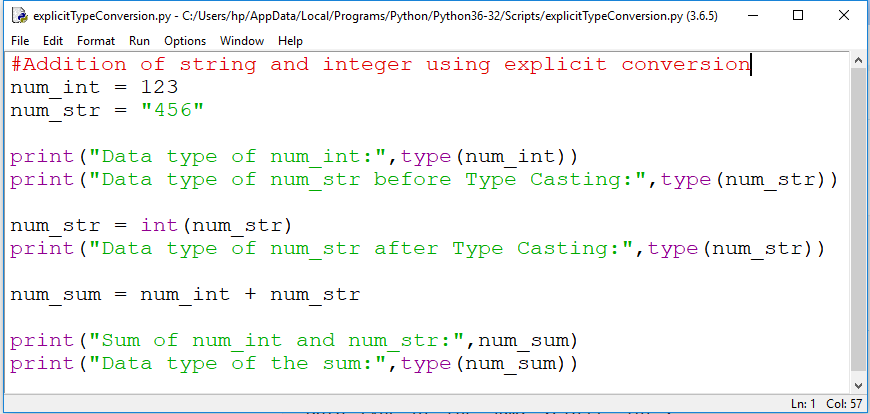 explicitTypeConversion.py - C:/Users/hp/AppData/Local/Programs/Python/Python36-32/Scripts/explicitTypeConversion.py (3.6.5)
File Edit Format Run Options Window Help
#Addition of string and integer using explicit conversion
num_int = 123
num_str = "456"
print("Data type of num_int:",type(num_int))
print("Data type of num_str before Type Casting:",type(num_str))
num_str = int(num_str)
print("Data type of num_str after Type Casting:",type(num_str))
num_sum = num_int + num_str
print("Sum of num_int and num_str:",num_sum)
print("Data type of the sum:",type(num_sum))
Ln: 1 Col: 57